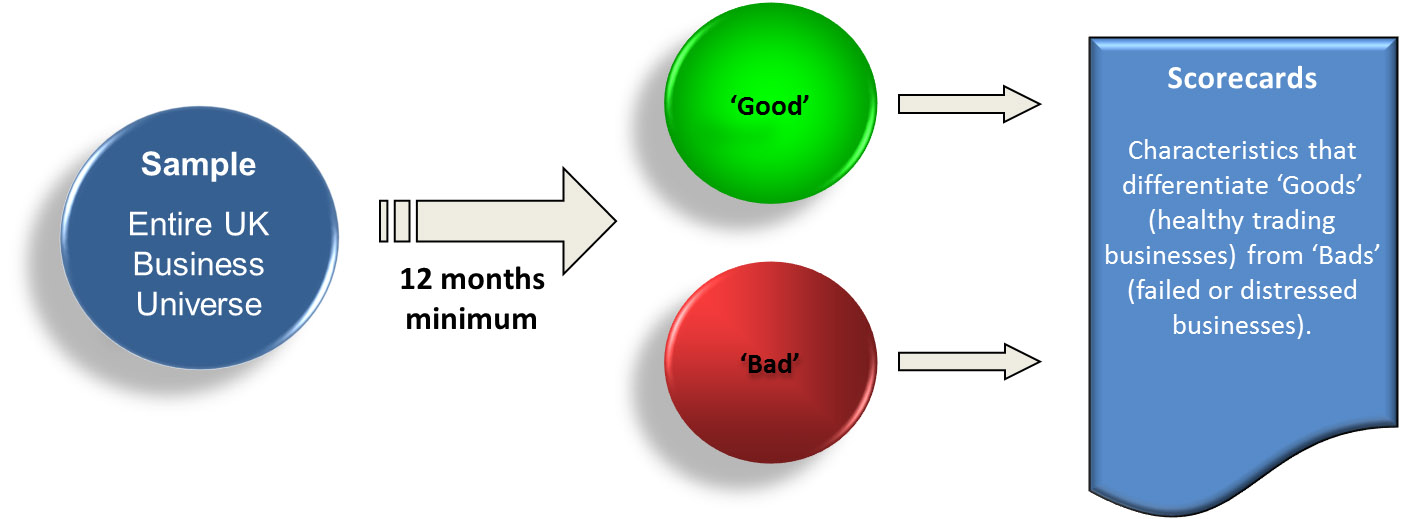 Sample
Entire UK
Business
Universe
12 months
minimum
‘Good’
‘Bad’
Scorecards
Characteristics that
differentiate ‘Goods’
(healthy trading
businesses) from ‘Bads’
(failed or distressed
businesses).